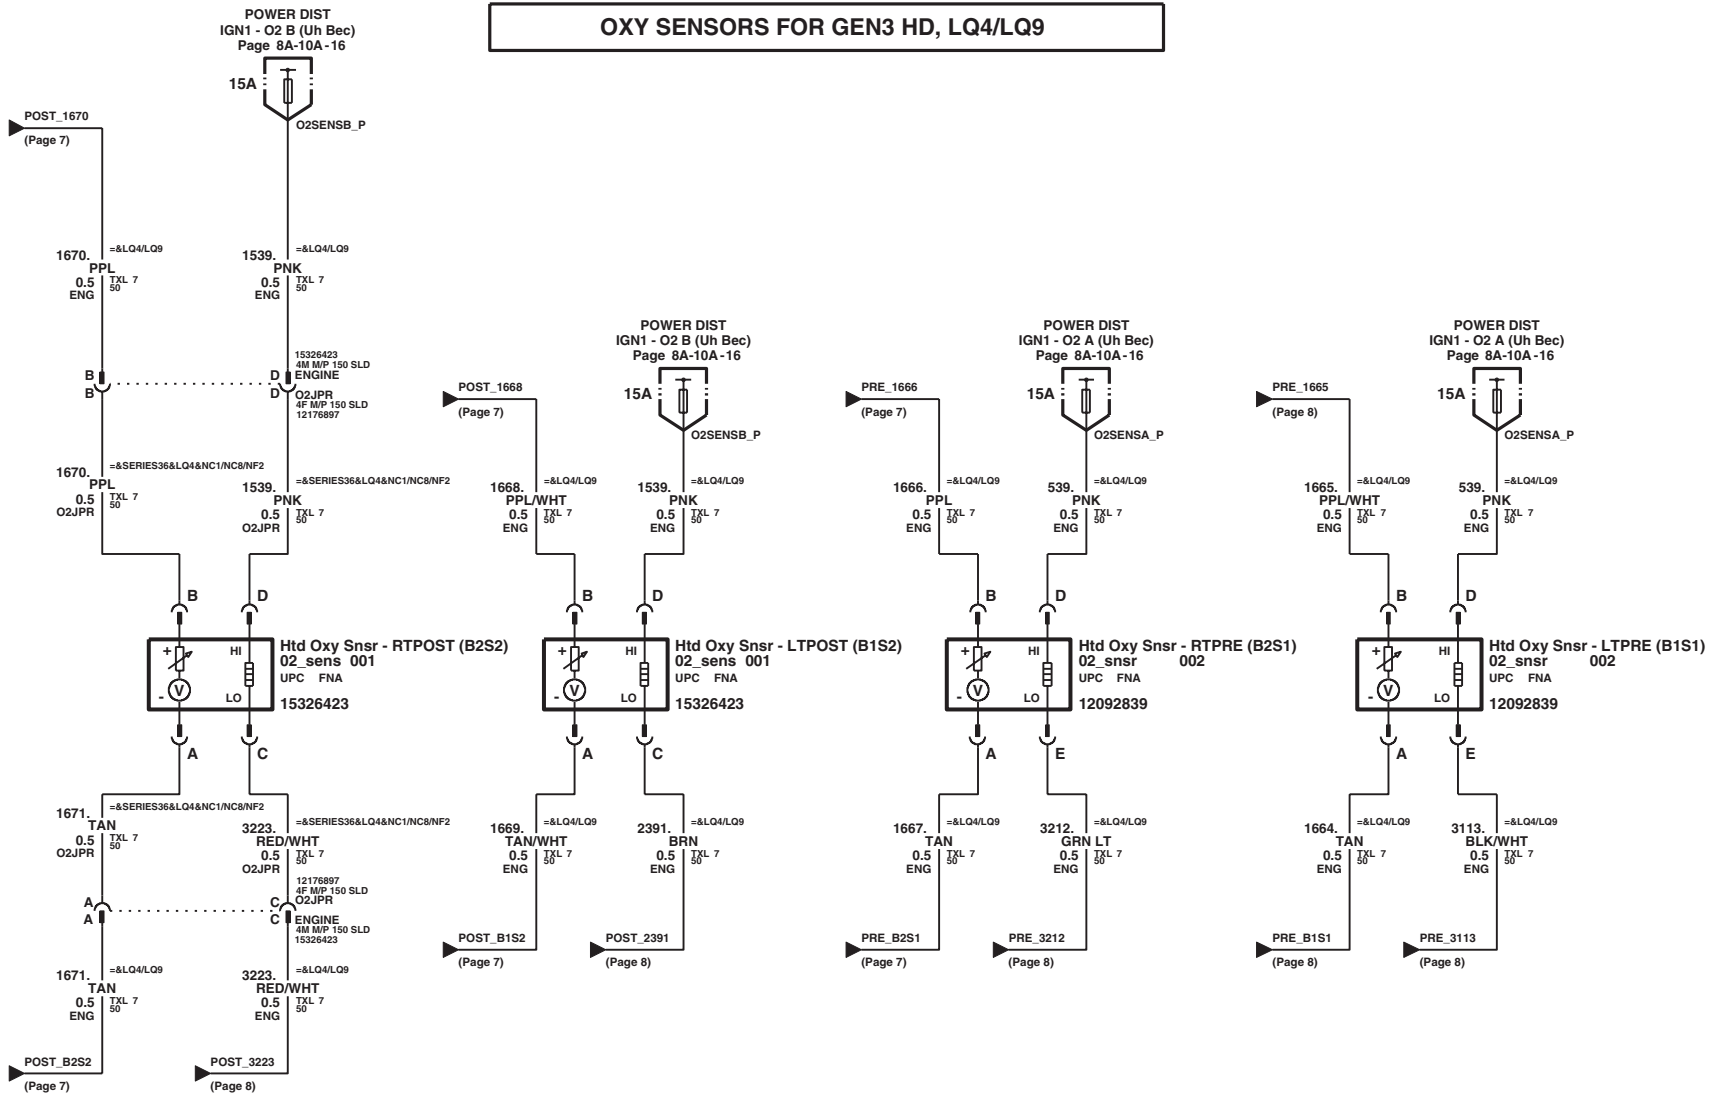 OXY SENSORS FOR GEN3 HD, LQ4/LQ9
POWER DIST
IGN1 - O2 B (Uh Bec)
Page 8A-10A-16
15A
O2SENSB_P
POST_1670
(Page 7)
1670.
=&LQ4/LQ9
PPL
0.5
TXL 7
50
ENG
1539.
=&LQ4/LQ9
PNK
0.5
TXL 7
50
ENG
15326423
4M M/P 150 SLD
ENGINE
B
D
B
D
O2JPR
4F M/P 150 SLD
12176897
1670.
=&SERIES36&LQ4&NC1/NC8/NF2
PPL
0.5
TXL 7
50
O2JPR
1539.
=&SERIES36&LQ4&NC1/NC8/NF2
PNK
0.5
TXL 7
50
O2JPR
B
D
+
HI
V
-
LO
Htd Oxy Snsr - RTPOST (B2S2)
02_sens 001
UPC FNA
15326423
A
C
1671.
=&SERIES36&LQ4&NC1/NC8/NF2
TAN
0.5
TXL 7
50
O2JPR
3223.
=&SERIES36&LQ4&NC1/NC8/NF2
RED/WHT
0.5
TXL 7
50
O2JPR
12176897
4F M/P 150 SLD
O2JPR
A
C
A
C
ENGINE
4M M/P 150 SLD
15326423
1671.
=&LQ4/LQ9
TAN
0.5
TXL 7
50
ENG
3223.
=&LQ4/LQ9
RED/WHT
0.5
TXL 7
50
ENG
POST_B2S2
(Page 7)
POST_3223
(Page 8)
POWER DIST
IGN1 - O2 B (Uh Bec)
Page 8A-10A-16
15A
O2SENSB_P
POST_1668
(Page 7)
1668.
=&LQ4/LQ9
PPL/WHT
0.5
TXL 7
50
ENG
1539.
=&LQ4/LQ9
PNK
0.5
TXL 7
50
ENG
B
D
+
HI
V
-
LO
Htd Oxy Snsr - LTPOST (B1S2)
02_sens 001
UPC FNA
15326423
A
C
1669.
=&LQ4/LQ9
TAN/WHT
0.5
TXL 7
50
ENG
2391.
=&LQ4/LQ9
BRN
0.5
TXL 7
50
ENG
POST_B1S2
(Page 7)
POST_2391
(Page 8)
POWER DIST
IGN1 - O2 A (Uh Bec)
Page 8A-10A-16
15A
O2SENSA_P
PRE_1666
(Page 7)
1666.
=&LQ4/LQ9
PPL
0.5
TXL 7
50
ENG
539.
=&LQ4/LQ9
PNK
0.5
TXL 7
50
ENG
B
D
+
HI
V
-
LO
Htd Oxy Snsr - RTPRE (B2S1)
02_snsr 002
UPC FNA
12092839
A
E
1667.
=&LQ4/LQ9
TAN
0.5
TXL 7
50
ENG
3212.
=&LQ4/LQ9
GRN LT
0.5
TXL 7
50
ENG
PRE_B2S1
(Page 7)
PRE_3212
(Page 8)
POWER DIST
IGN1 - O2 A (Uh Bec)
Page 8A-10A-16
15A
O2SENSA_P
PRE_1665
(Page 8)
1665.
=&LQ4/LQ9
PPL/WHT
0.5
TXL 7
50
ENG
539.
=&LQ4/LQ9
PNK
0.5
TXL 7
50
ENG
B
D
+
HI
V
-
LO
Htd Oxy Snsr - LTPRE (B1S1)
02_snsr 002
UPC FNA
12092839
A
E
1664.
=&LQ4/LQ9
TAN
0.5
TXL 7
50
ENG
3113.
=&LQ4/LQ9
BLK/WHT
0.5
TXL 7
50
ENG
PRE_B1S1
(Page 8)
PRE_3113
(Page 8)